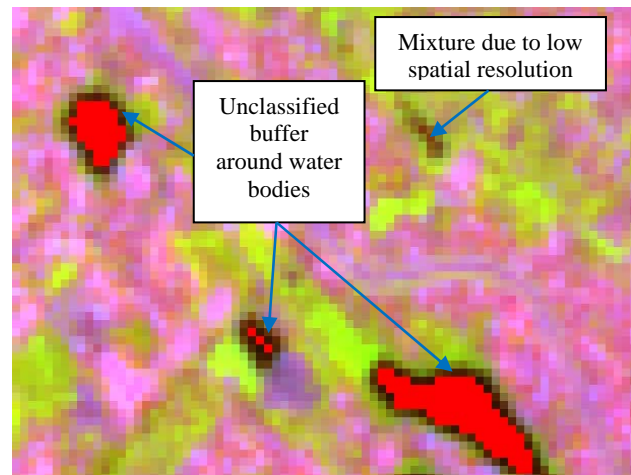 Mixture due to low
spatial resolution
Unclassified
buffer
around water
bodies